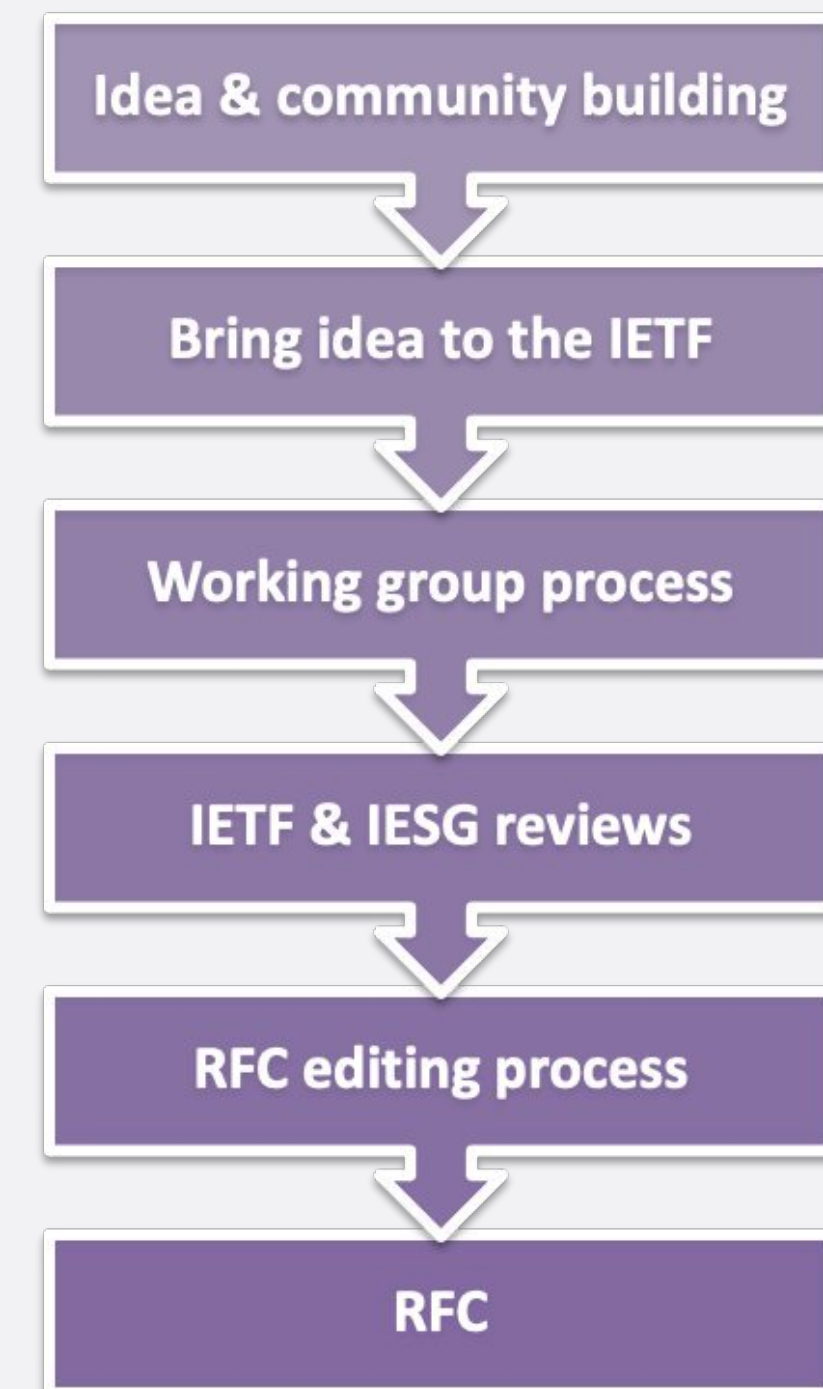 Idea & community building
Bring idea to the IETF
Working group process
IETF & IESG reviews
RFC editing process
RFC